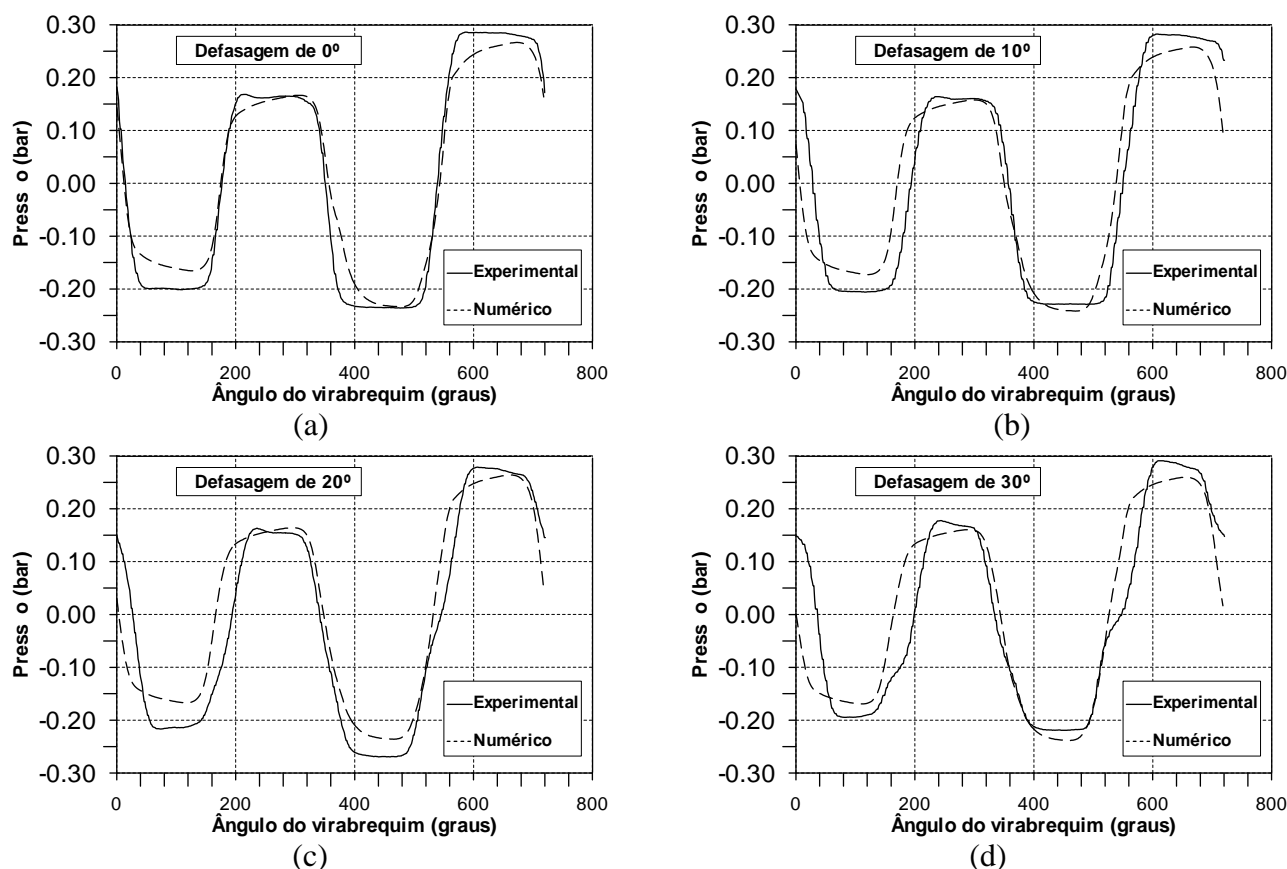 0.30
0.20
0.10
0.00
-0.10
-0.20
-0.30
Press o (bar)
Defasagem de 0º
Experimental
Numérico
0 200 400 600 800
Ângulo do virabrequim (graus)
(a)
0.30
0.20
0.10
0.00
-0.10
-0.20
-0.30
Press o (bar)
Defasagem de 10º
Experimental
Numérico
0 200 400 600 800
Ângulo do virabrequim (graus)
(b)
0.30
0.20
0.10
0.00
-0.10
-0.20
-0.30
Press o (bar)
Defasagem de 20º
Experimental
Numérico
0 200 400 600 800
Ângulo do virabrequim (graus)
(c)
0.30
0.20
0.10
0.00
-0.10
-0.20
-0.30
Press o (bar)
Defasagem de 30º
Experimental
Numérico
0 200 400 600 800
Ângulo do virabrequim (graus)
(d)